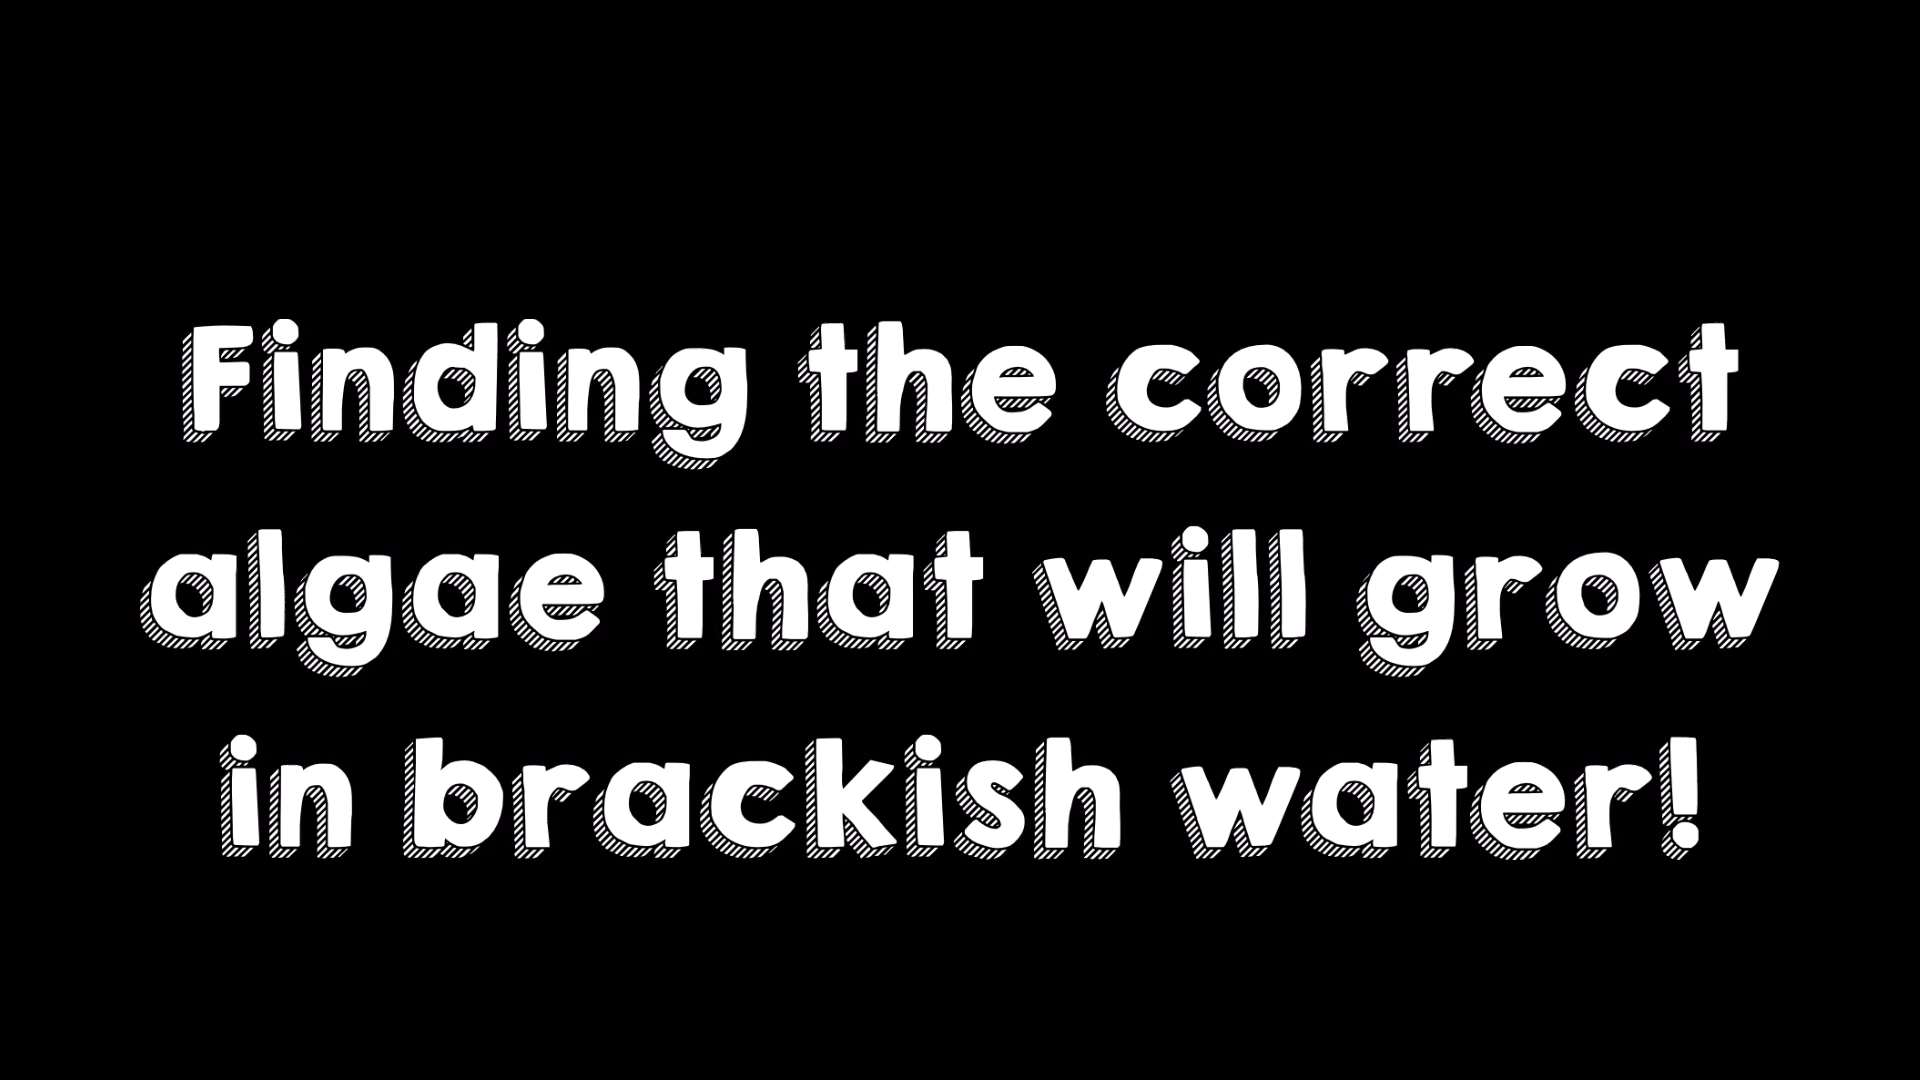 Finding the correct
algae that will grow
in brackish water!